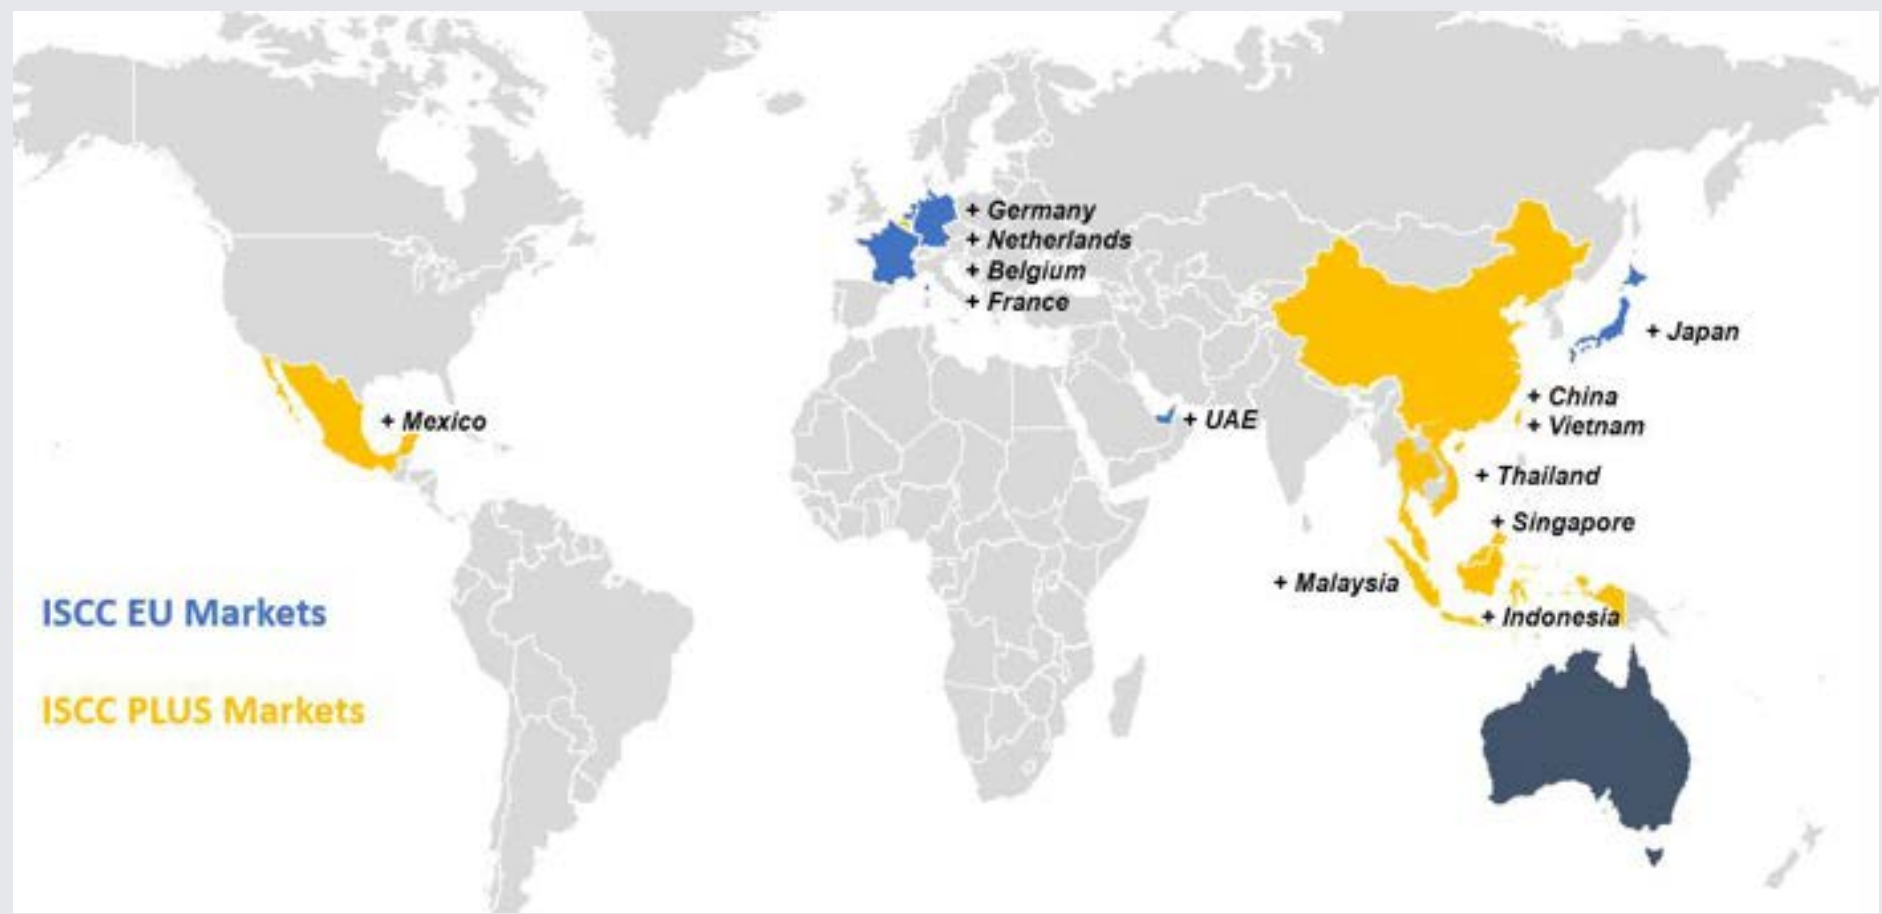 + Germany
+ Netherlands
+ Belgium
+ France
+ Japan
+ China
+ Vietnam
+ Mexico
+ UAE
+ Thailand
+ Singapore
+ Malaysia
+ Indonesia
ISCC EU Markets
ISCC PLUS Markets